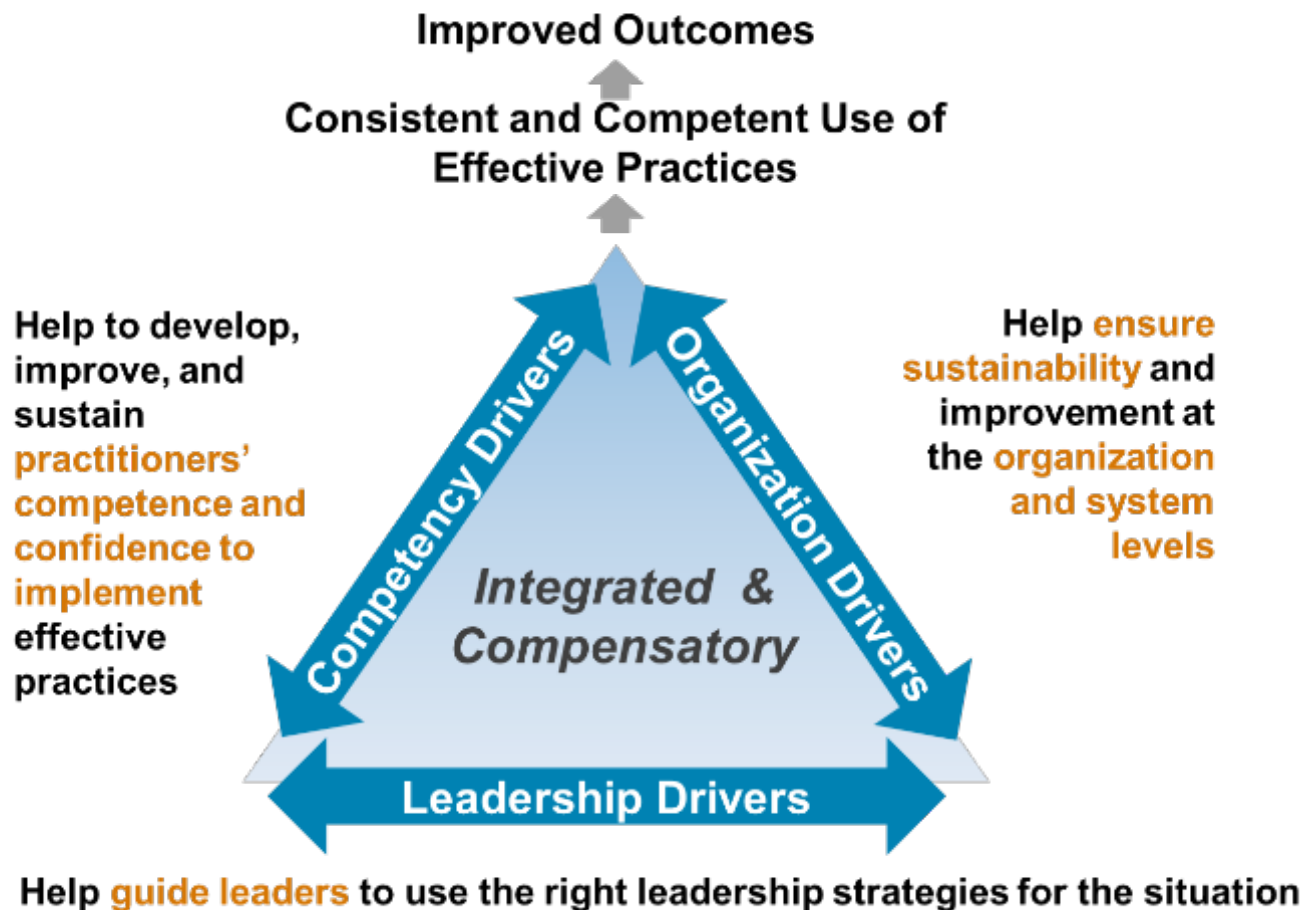 Improved Outcomes
Consistent and Competent Use of
Effective Practices
Help to develop,
improve, and
sustain
practitioners’
competence and
confidence to
implement
effective
practices
Competency Drivers
Organization Drivers
Help ensure
sustainability and
improvement at
the organization
and system
levels
Integrated &
Compensatory
Leadership Drivers
Help guide leaders to use the right leadership strategies for the situation